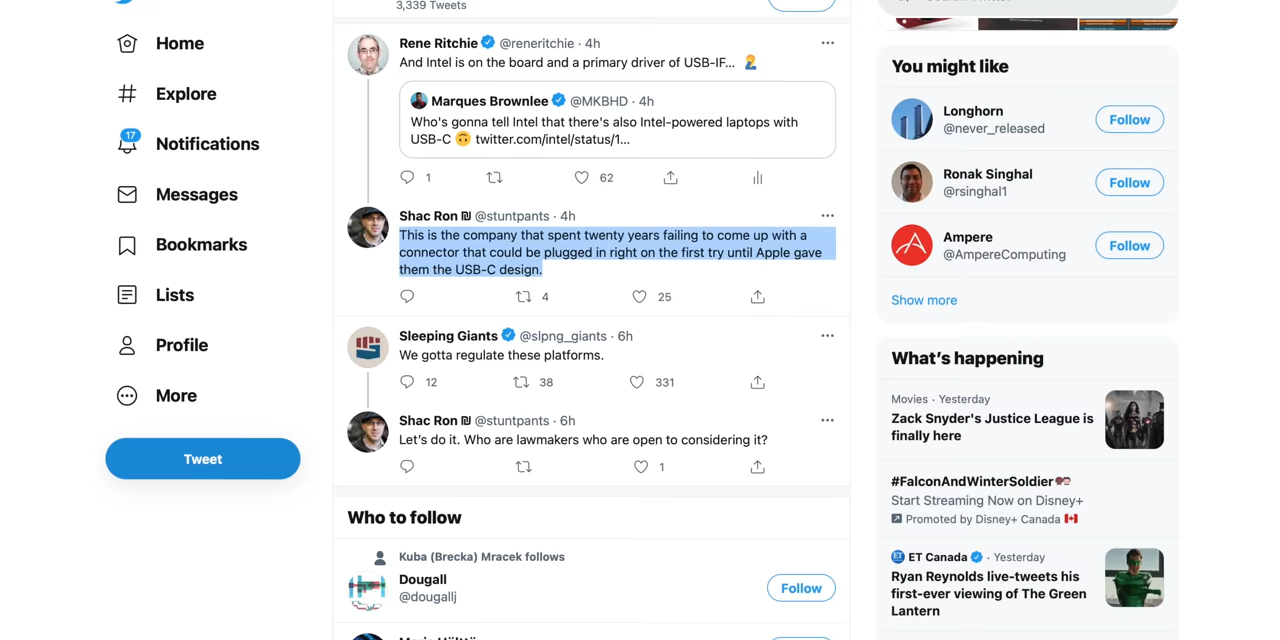 3,339 Tweets
Home
Explore
17
Notifications
Messages
Bookmarks
Lists
Profile
More
Tweet
Rene Ritchie @reneritchie · 4h
And Intel is on the board and a primary driver of USB-IF... 🤦‍♂️
Marques Brownlee @MKBHD · 4h
Who's gonna tell Intel that there's also Intel-powered laptops with
USB-C 🙃 twitter.com/intel/status/1...
1
62
Shac Ron ₪ @stuntpants · 4h
This is the company that spent twenty years failing to come up with a
connector that could be plugged in right on the first try until Apple gave
them the USB-C design.
4
25
Sleeping Giants @slpng_giants · 6h
We gotta regulate these platforms.
12
38
331
Shac Ron ₪ @stuntpants · 6h
Let’s do it. Who are lawmakers who are open to considering it?
1
Who to follow
Kuba (Brecka) Mracek follows
Dougall
@dougallj
Follow
You might like
Longhorn
@never_released
Follow
Ronak Singhal
@rsinghal1
Follow
Ampere
@AmpereComputing
Follow
Show more
What’s happening
Movies · Yesterday
Zack Snyder's Justice League is
finally here
#FalconAndWinterSoldier
Start Streaming Now on Disney+
Promoted by Disney+ Canada 🇨🇦
ET Canada · Yesterday
Ryan Reynolds live-tweets his
first-ever viewing of The Green
Lantern